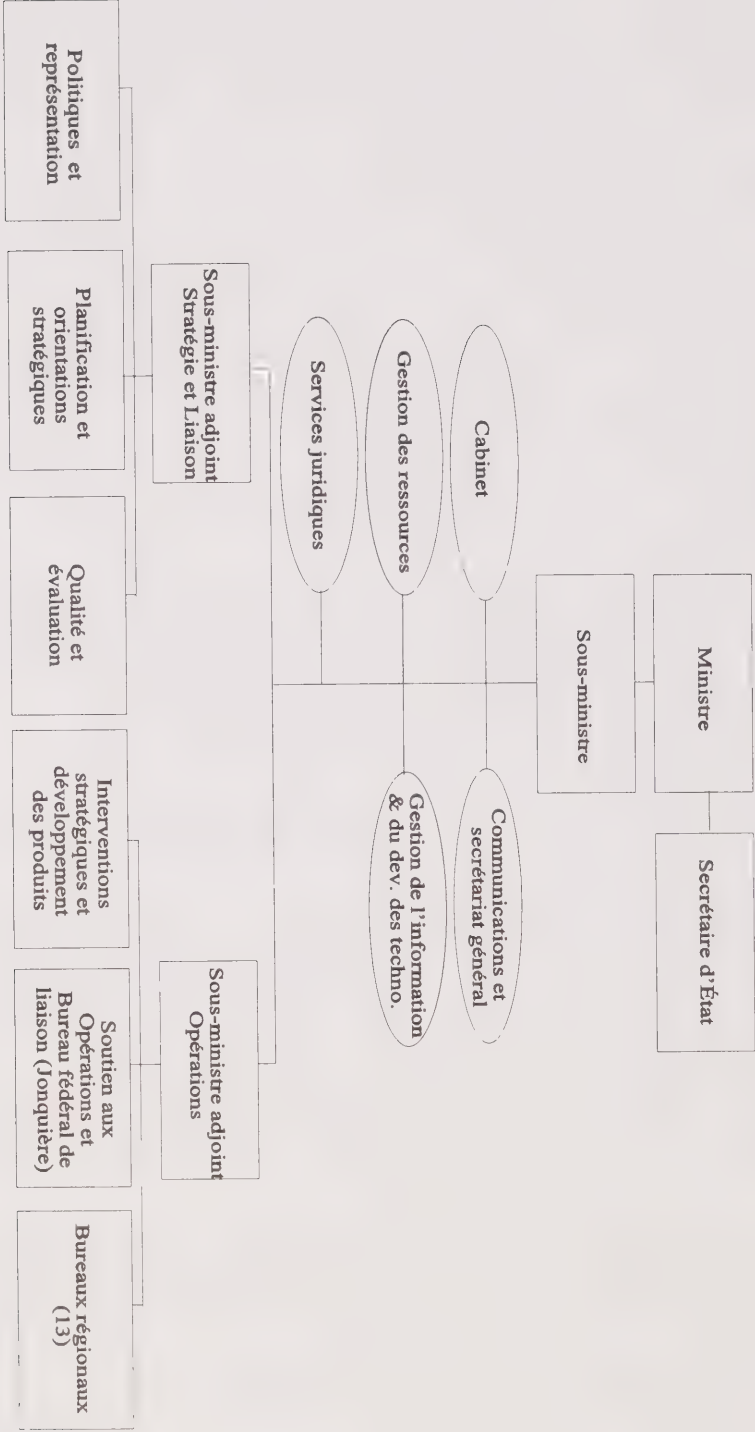 Ministre
Secrétaire d'État
Sous-ministre
Cabinet
Communications et
secrétariat général
Gestion des ressources
Gestion de l'information
& du dev. des techno.
Services juridiques
Sous-ministre adjoint
Stratégie et Liaison
Sous-ministre adjoint
Opérations
Politiques et
représentation
Planification et
orientations
stratégiques
Qualité et
évaluation
Interventions
stratégiques et
développement
des produits
Soutien aux
Opérations et
Bureau fédéral de
liaison (Jonquière)
Bureaux régionaux
(13)